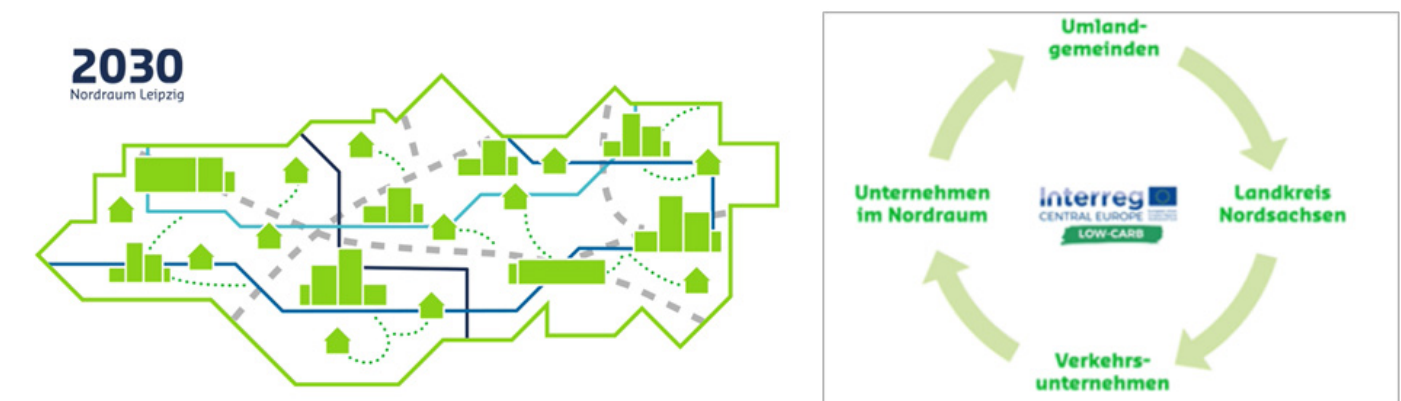 2030
Nordraum Leipzig
Umland-
gemeinden
Unternehmen
im Nordraum
Interreg
CENTRAL EUROPE
LOW-CARB
Landkreis
Nordsachsen
Verkehrs-
unternehmen